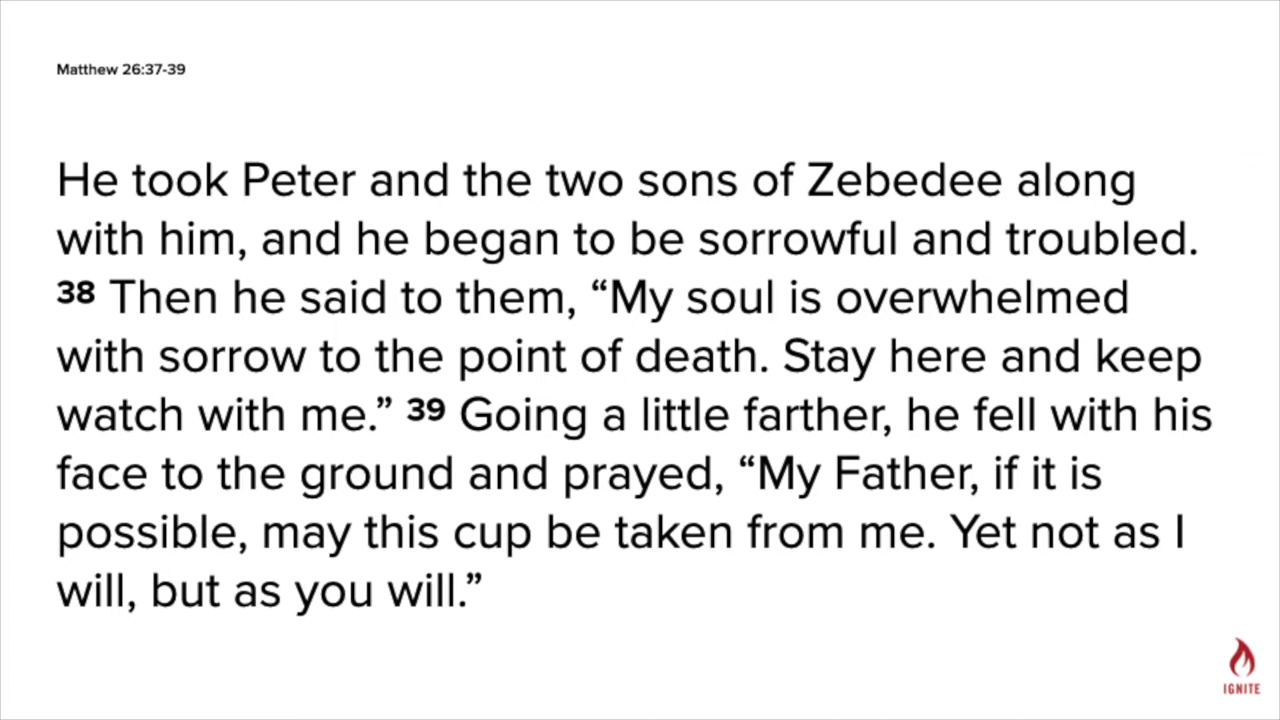 Matthew 26:37-39
He took Peter and the two sons of Zebedee along
with him, and he began to be sorrowful and troubled.
38 Then he said to them, “My soul is overwhelmed
with sorrow to the point of death. Stay here and keep
watch with me.” 39 Going a little farther, he fell with his
face to the ground and prayed, “My Father, if it is
possible, may this cup be taken from me. Yet not as I
will, but as you will.”
IGNITE